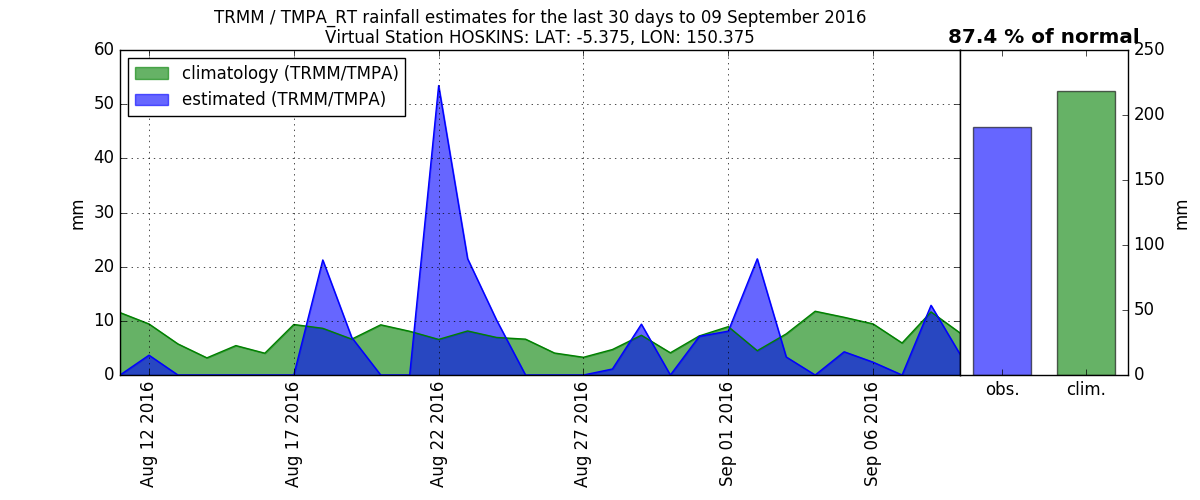 TRMM / TMPA_RT rainfall estimates for the last 30 days to 09 September 2016
Virtual Station HOSKINS: LAT: -5.375, LON: 150.375
87.4 % of normal
climatology (TRMM/TMPA)
estimated (TRMM/TMPA)
60
50
40
30
20
10
0
mm
Aug 12 2016
Aug 17 2016
Aug 22 2016
Aug 27 2016
Sep 01 2016
Sep 06 2016
obs.
clim.
250
200
150
100
50
0
mm